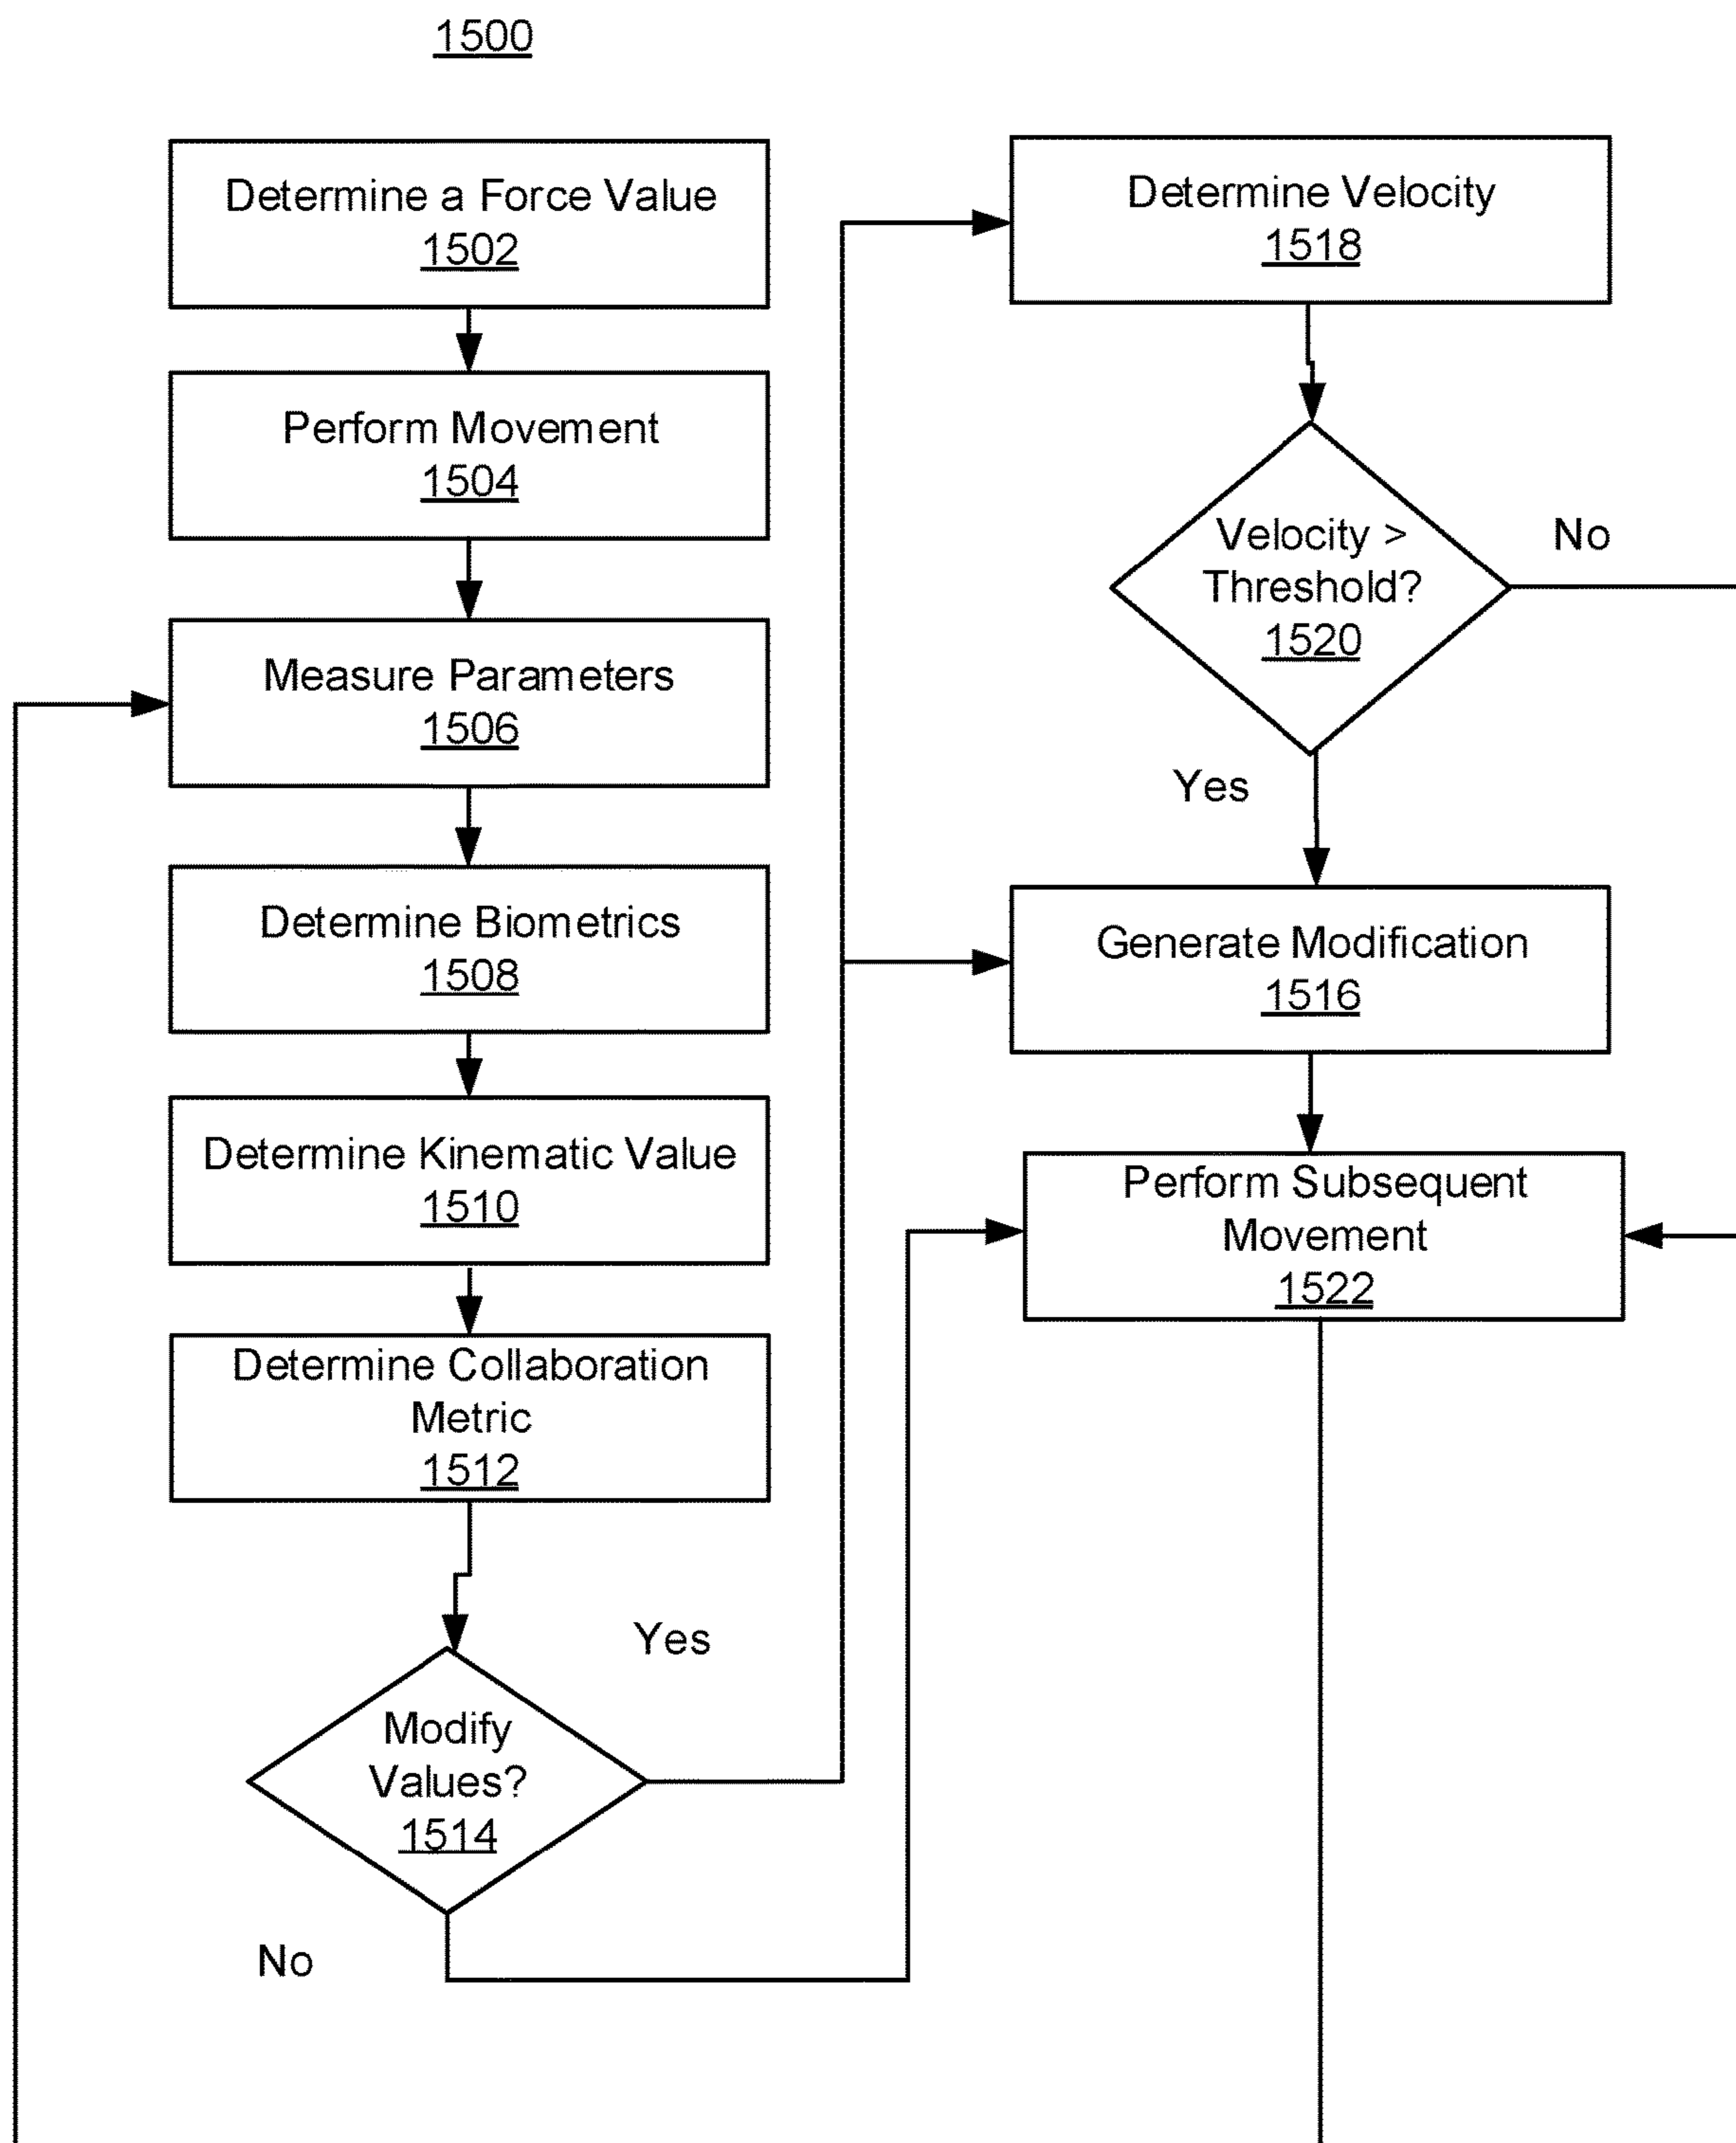 1500
Determine a Force Value
1502
Perform Movement
1504
Measure Parameters
1506
Determine Biometrics
1508
Determine Kinematic Value
1510
Determine Collaboration
Metric
1512
Yes
Modify
Values?
1514
No
Determine Velocity
1518
Velocity >
Threshold?
1520
No
Yes
Generate Modification
1516
Perform Subsequent
Movement
1522